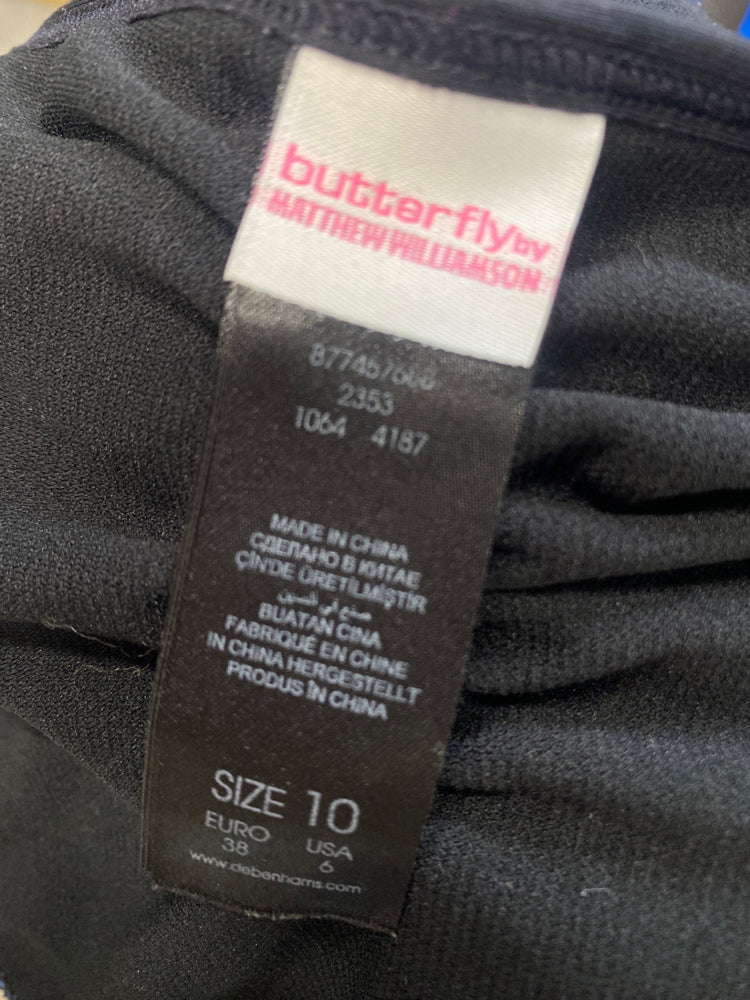 butterfly by
MATTHEW WILLIAMSON
2353
1064 4187
MADE IN CHINA
СДЕЛАНО В КИТАЕ
ÇİN'DE ÜRETİLMİŞTİR
صنع في الصين
BUATAN CINA
FABRIQUÉ EN CHINE
IN CHINA HERGESTELLT
PRODUS ÎN CHINA
SIZE 10
EURO USA
38 6
www.debenhams.com